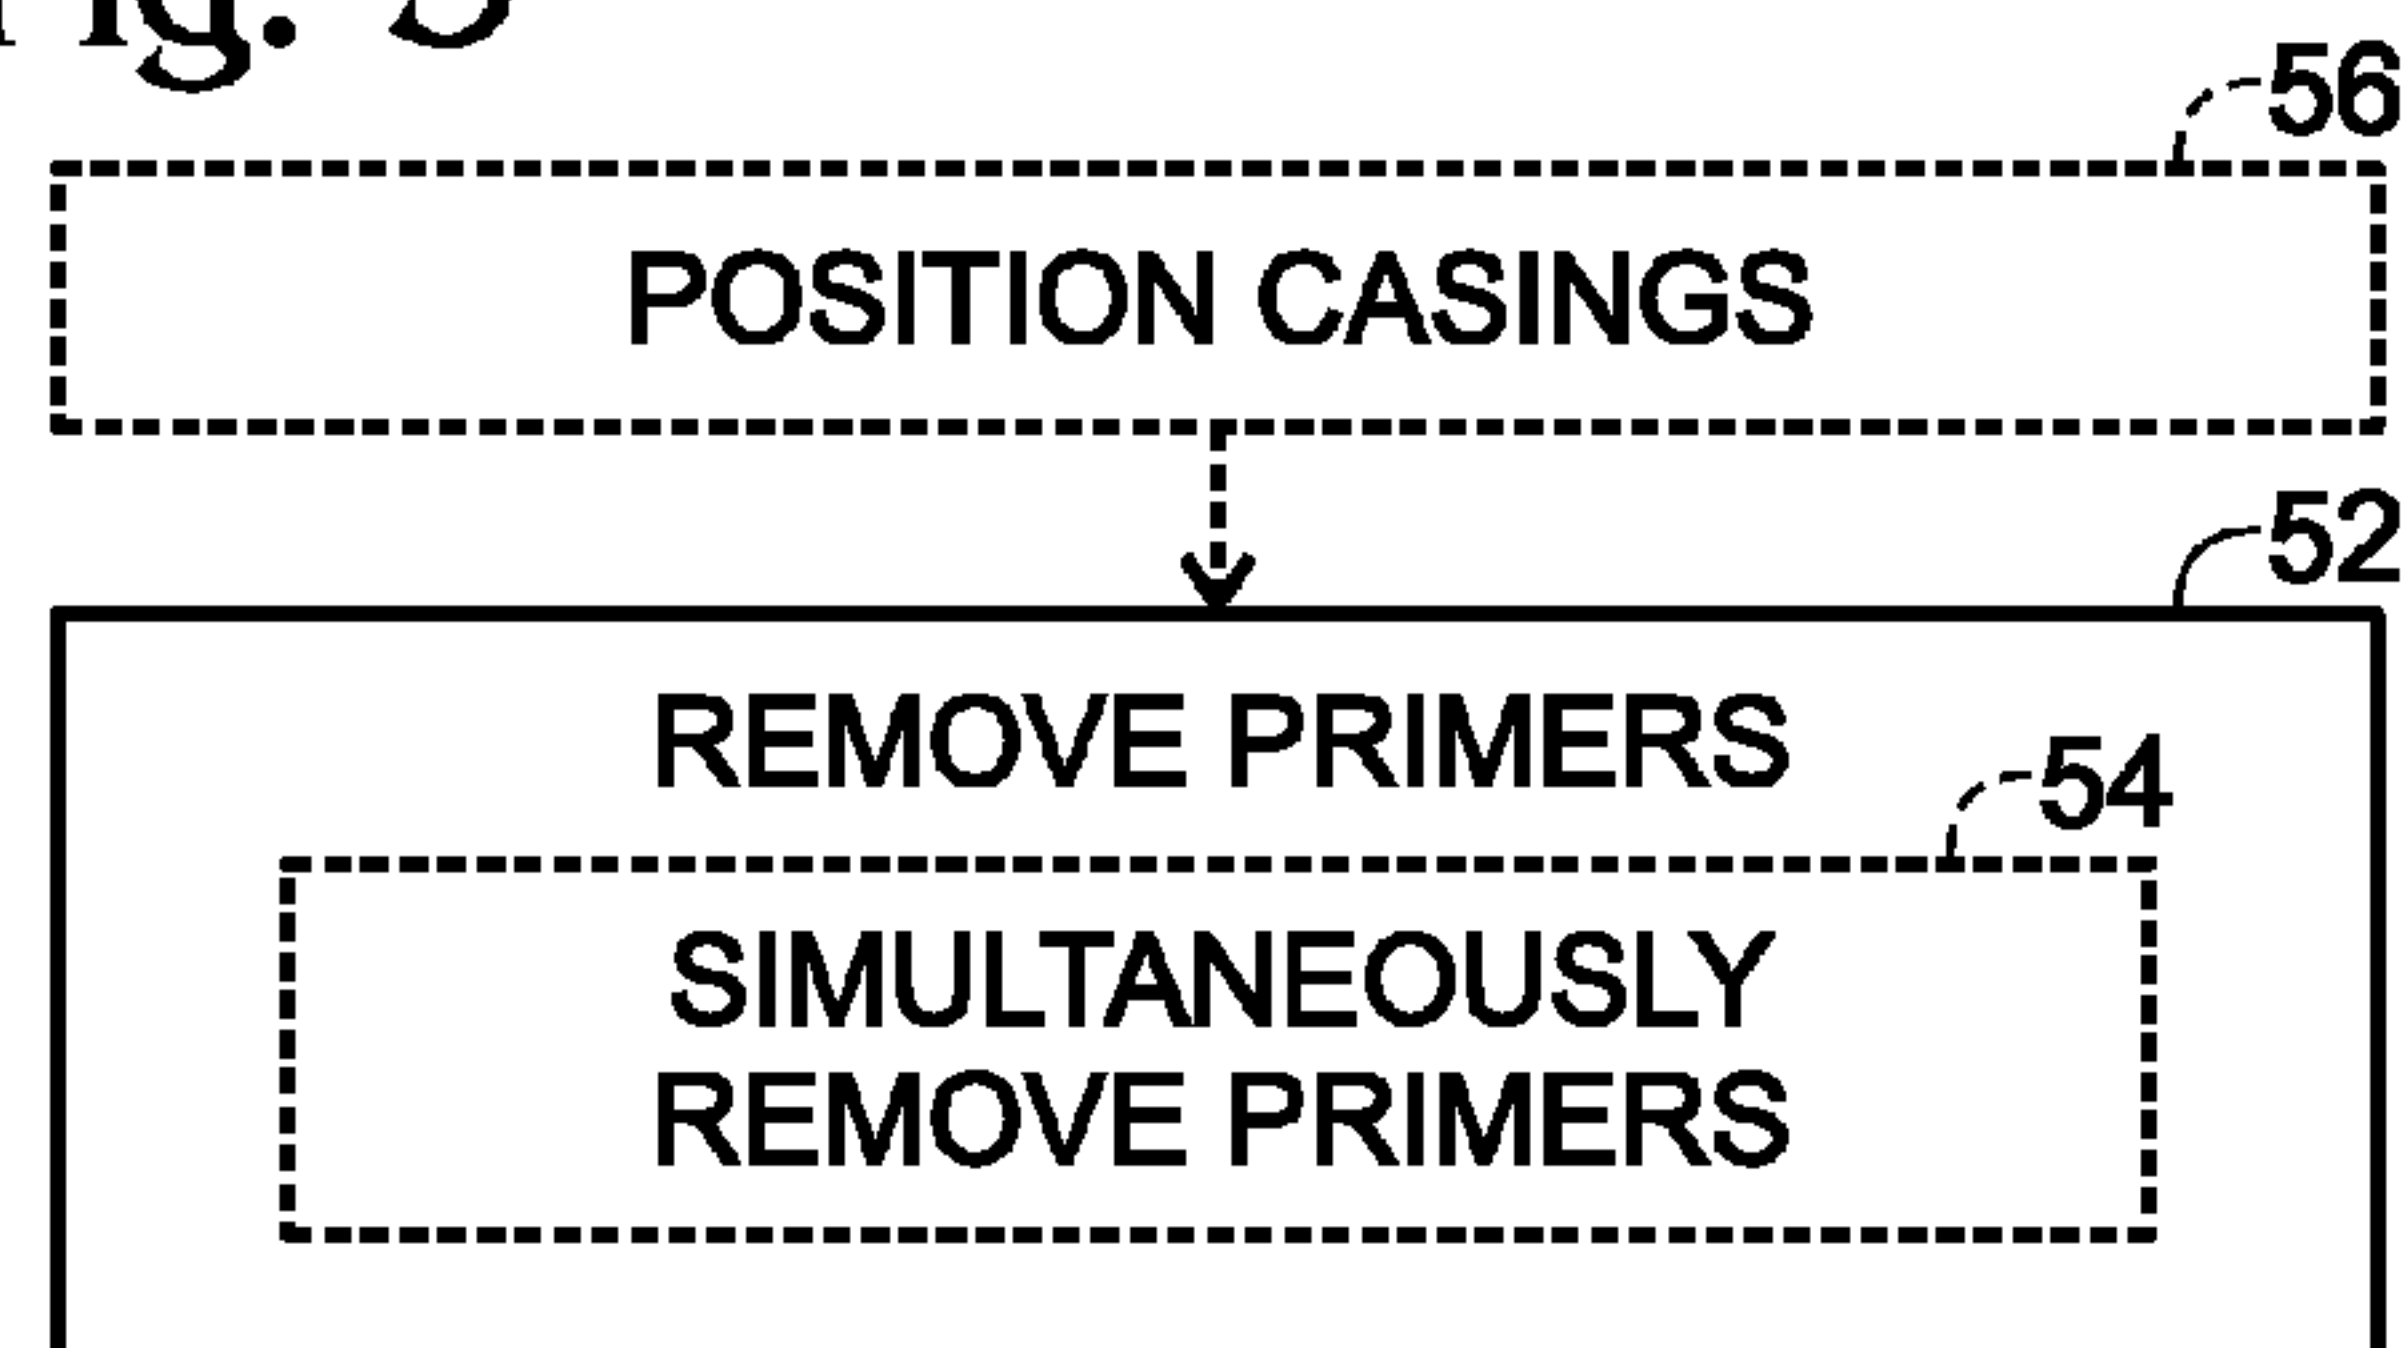 56
POSITION CASINGS
52
REMOVE PRIMERS
54
SIMULTANEOUSLY
REMOVE PRIMERS